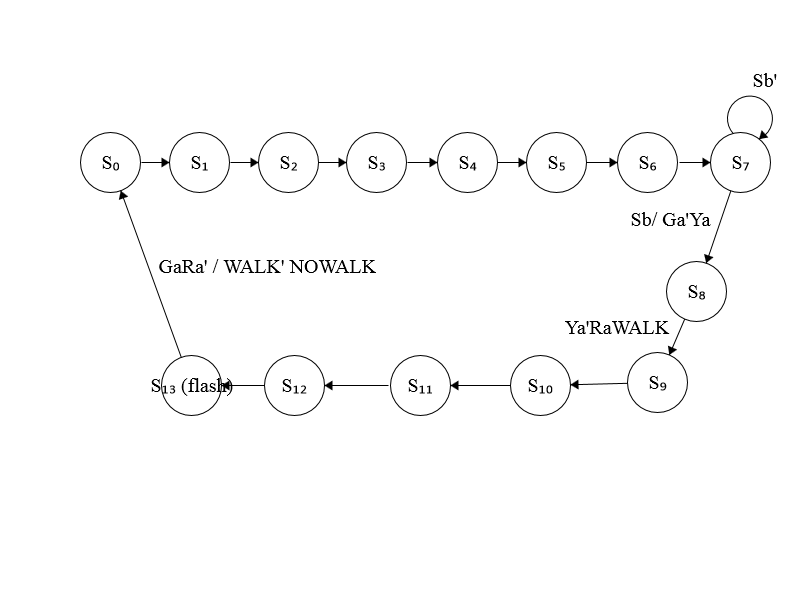 Sb'
S₀ S₁ S₂ S₃ S₄ S₅ S₆ S₇
Sb/ Ga'Ya
GaRa' / WALK' NOWALK
S₈
Ya'RaWALK
S₁₃ (flash) S₁₂ S₁₁ S₁₀ S₉